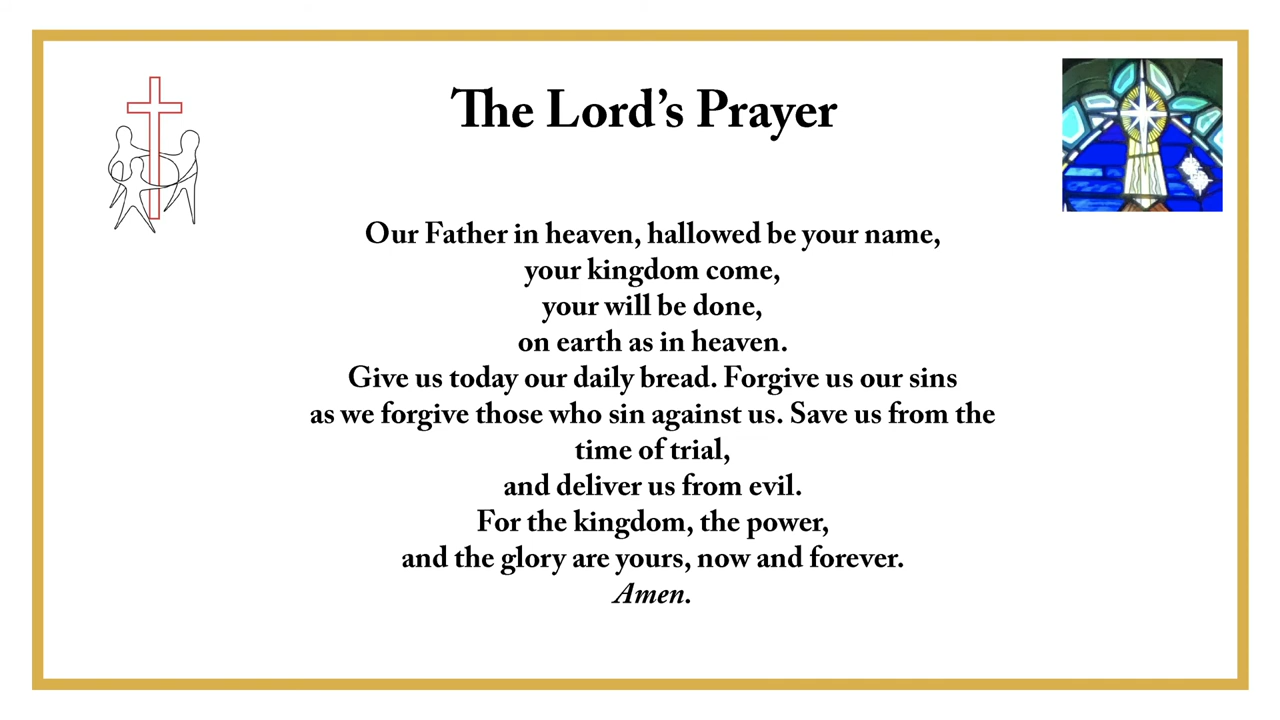 The Lord's Prayer
Our Father in heaven, hallowed be your name,
your kingdom come,
your will be done,
on earth as in heaven.
Give us today our daily bread. Forgive us our sins
as we forgive those who sin against us. Save us from the
time of trial,
and deliver us from evil.
For the kingdom, the power,
and the glory are yours, now and forever.
Amen.